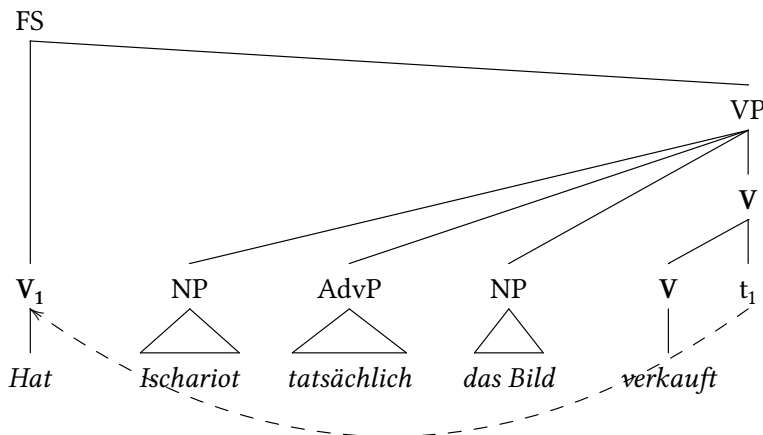 FS
VP
V
V₁ NP AdvP NP V t₁
Hat Ischariot tatsächlich das Bild verkauft